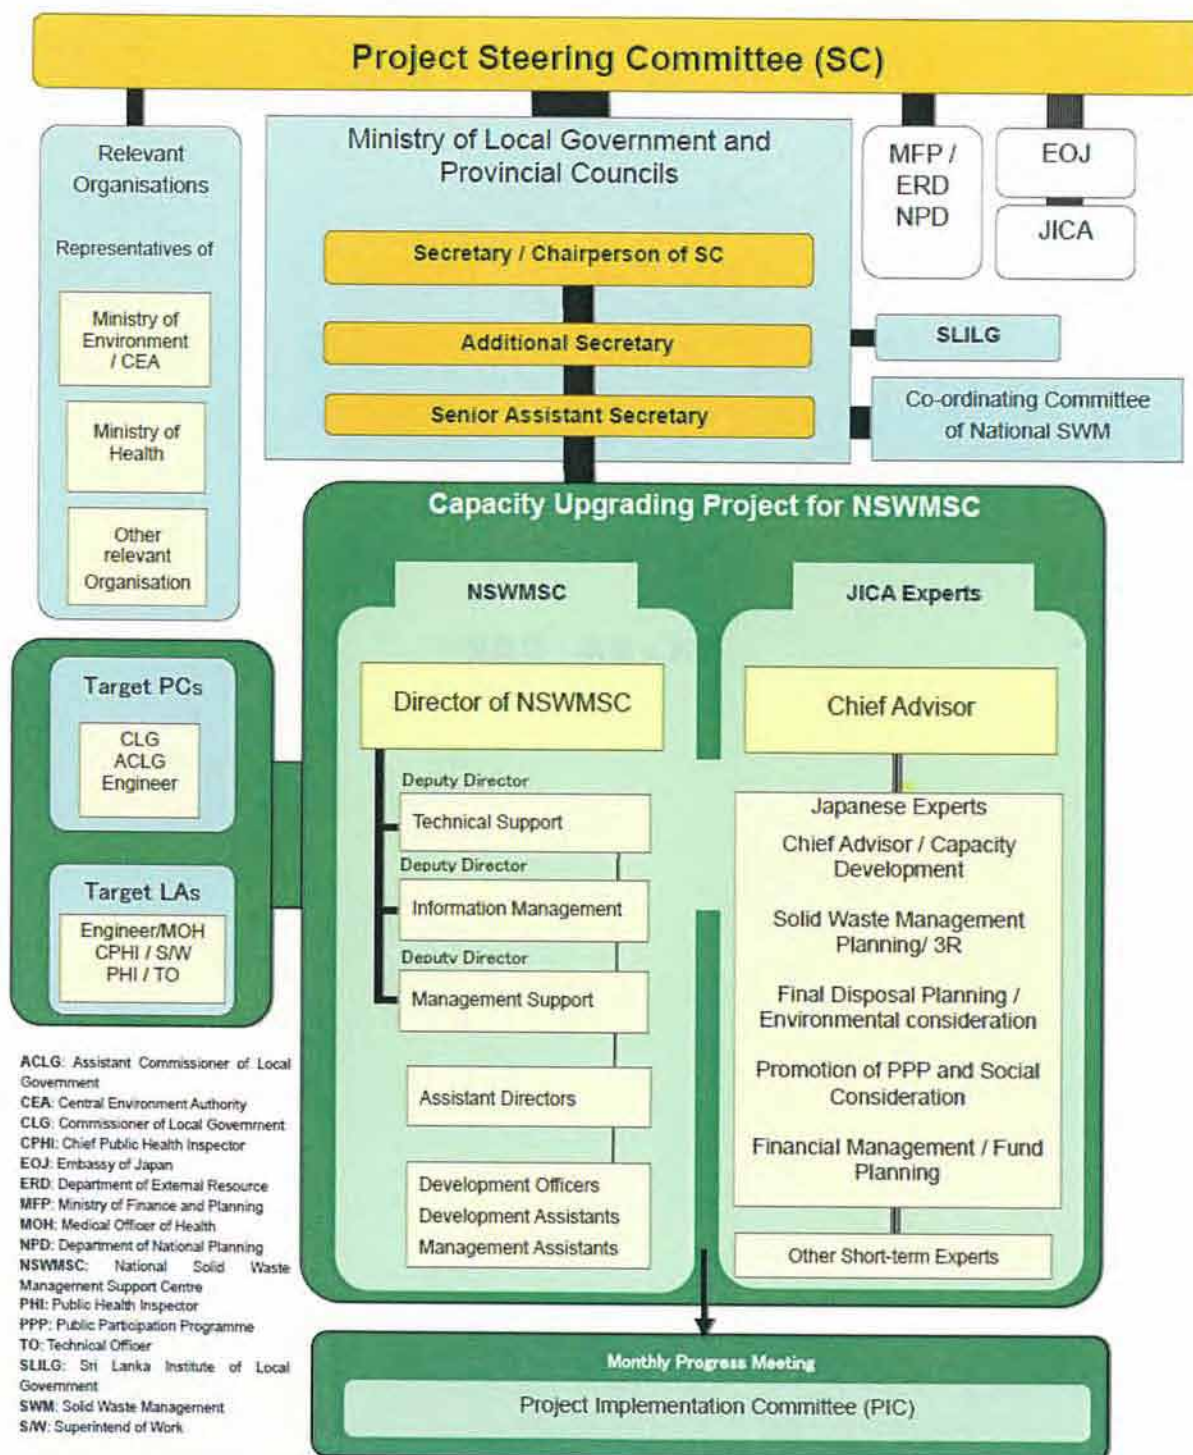 Project Steering Committee (SC)
Relevant
Organisations
Representatives of
Ministry of
Environment
/ CEA
Ministry of
Health
Other
relevant
Organisation
Ministry of Local Government and
Provincial Councils
Secretary / Chairperson of SC
Additional Secretary
Senior Assistant Secretary
MFP /
ERD
NPD
EOJ
JICA
SLILG
Co-ordinating Committee
of National SWM
Capacity Upgrading Project for NSWMSC
NSWMSC
Director of NSWMSC
Deputy Director
Technical Support
Deputy Director
Information Management
Deputy Director
Management Support
Assistant Directors
Development Officers
Development Assistants
Management Assistants
JICA Experts
Chief Advisor
Japanese Experts
Chief Advisor / Capacity
Development
Solid Waste Management
Planning/ 3R
Final Disposal Planning /
Environmental consideration
Promotion of PPP and Social
Consideration
Financial Management / Fund
Planning
Other Short-term Experts
Target PCs
CLG
ACLG
Engineer
Target LAs
Engineer/MOH
CPHI / S/W
PHI / TO
ACLG: Assistant Commissioner of Local
Government
CEA: Central Environment Authority
CLG: Commissioner of Local Government
CPHI: Chief Public Health Inspector
EOJ: Embassy of Japan
ERD: Department of External Resource
MFP: Ministry of Finance and Planning
MOH: Medical Officer of Health
NPD: Department of National Planning
NSWMSC: National Solid Waste
Management Support Centre
PHI: Public Health Inspector
PPP: Public Participation Programme
TO: Technical Officer
SLILG: Sri Lanka Institute of Local
Government
SWM: Solid Waste Management
S/W: Superintend of Work
Monthly Progress Meeting
Project Implementation Committee (PIC)